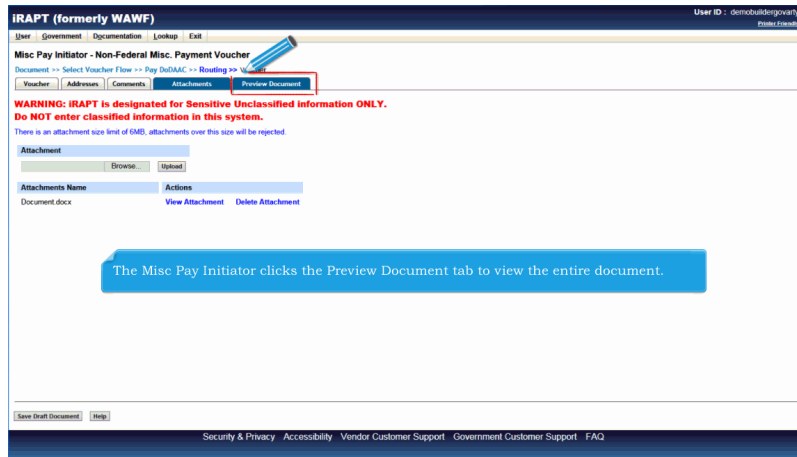 iRAPT (formerly WAWF)
User ID : demobuildergovarty
Printer Friendly
User Government Documentation Lookup Exit
Misc Pay Initiator - Non-Federal Misc. Payment Voucher
Document >> Select Voucher Flow >> Pay DoDAAC >> Routing >>
Voucher Addresses Comments Attachments Preview Document
WARNING: iRAPT is designated for Sensitive Unclassified information ONLY.
Do NOT enter classified information in this system.
There is an attachment size limit of 6MB, attachments over this size will be rejected.
Attachment
Browse... Upload
Attachments Name Actions
Document.docx View Attachment Delete Attachment
The Misc Pay Initiator clicks the Preview Document tab to view the entire document.
Save Draft Document Help
Security & Privacy Accessibility Vendor Customer Support Government Customer Support FAQ